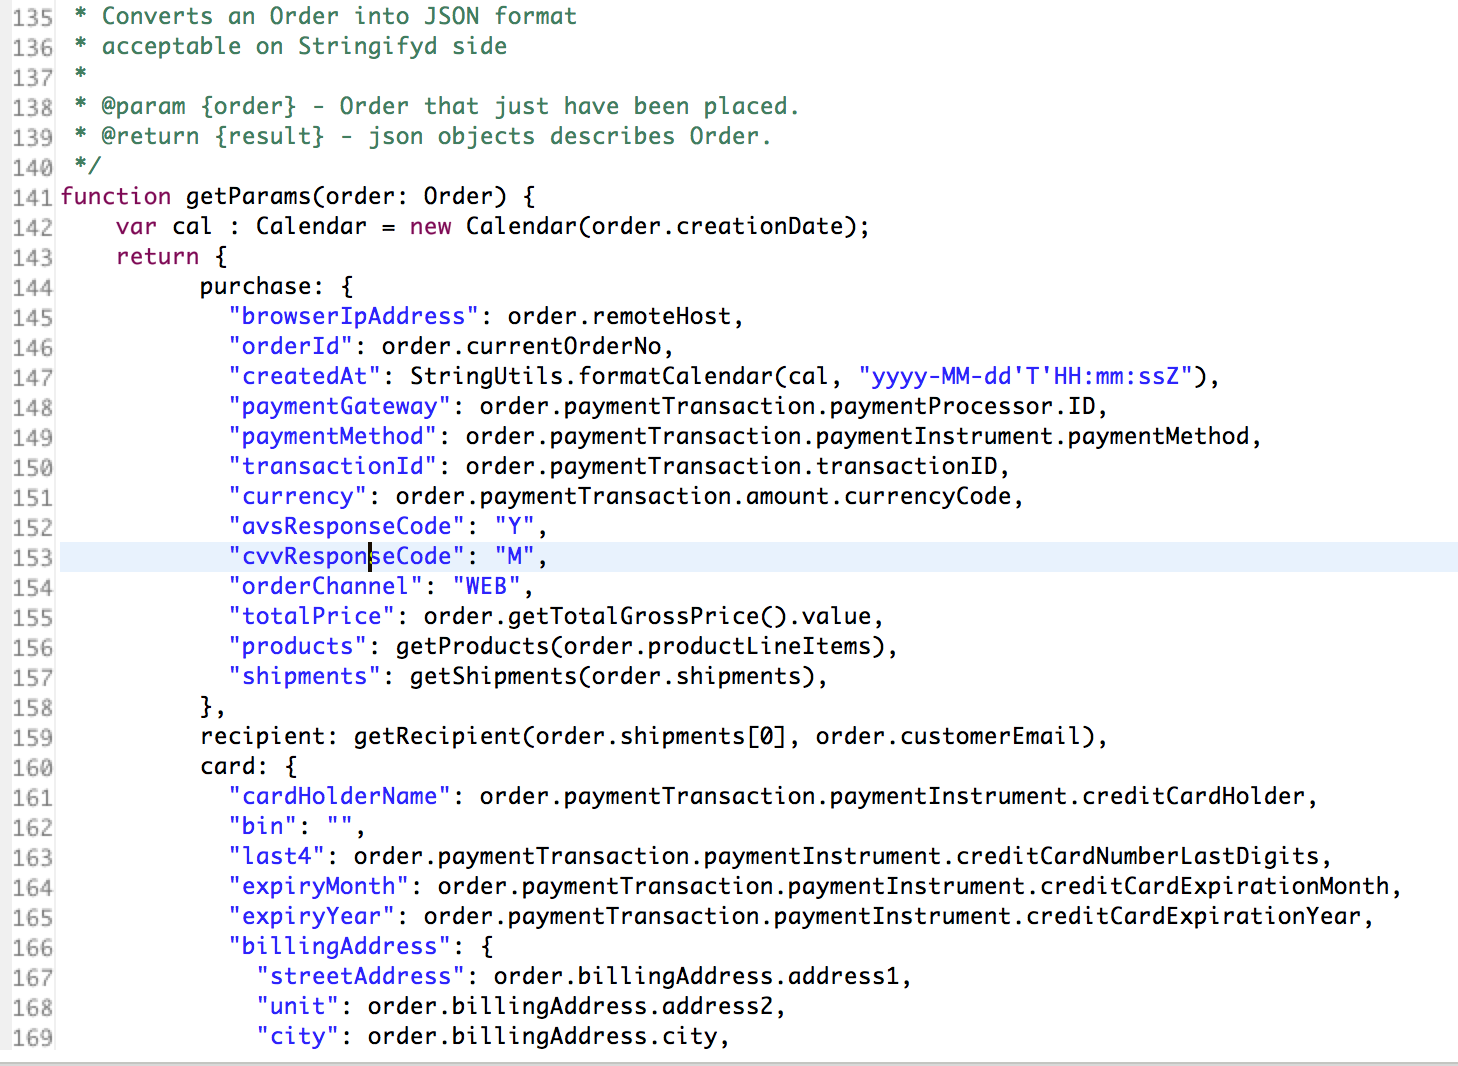 135 * Converts an Order into JSON format
136 * acceptable on Stringifyd side
137 *
138 * @param {order} - Order that just have been placed.
139 * @return {result} - json objects describes Order.
140 */
141 function getParams(order: Order) {
142 var cal : Calendar = new Calendar(order.creationDate);
143 return {
144 purchase: {
145 "browserIpAddress": order.remoteHost,
146 "orderId": order.currentOrderNo,
147 "createdAt": StringUtils.formatCalendar(cal, "yyyy-MM-dd'T'HH:mm:ssZ"),
148 "paymentGateway": order.paymentTransaction.paymentProcessor.ID,
149 "paymentMethod": order.paymentTransaction.paymentInstrument.paymentMethod,
150 "transactionId": order.paymentTransaction.transactionID,
151 "currency": order.paymentTransaction.amount.currencyCode,
152 "avsResponseCode": "Y",
153 "cvvResponseCode": "M",
154 "orderChannel": "WEB",
155 "totalPrice": order.getTotalGrossPrice().value,
156 "products": getProducts(order.productLineItems),
157 "shipments": getShipments(order.shipments),
158 },
159 recipient: getRecipient(order.shipments[0], order.customerEmail),
160 card: {
161 "cardHolderName": order.paymentTransaction.paymentInstrument.creditCardHolder,
162 "bin": "",
163 "last4": order.paymentTransaction.paymentInstrument.creditCardNumberLastDigits,
164 "expiryMonth": order.paymentTransaction.paymentInstrument.creditCardExpirationMonth,
165 "expiryYear": order.paymentTransaction.paymentInstrument.creditCardExpirationYear,
166 "billingAddress": {
167 "streetAddress": order.billingAddress.address1,
168 "unit": order.billingAddress.address2,
169 "city": order.billingAddress.city,